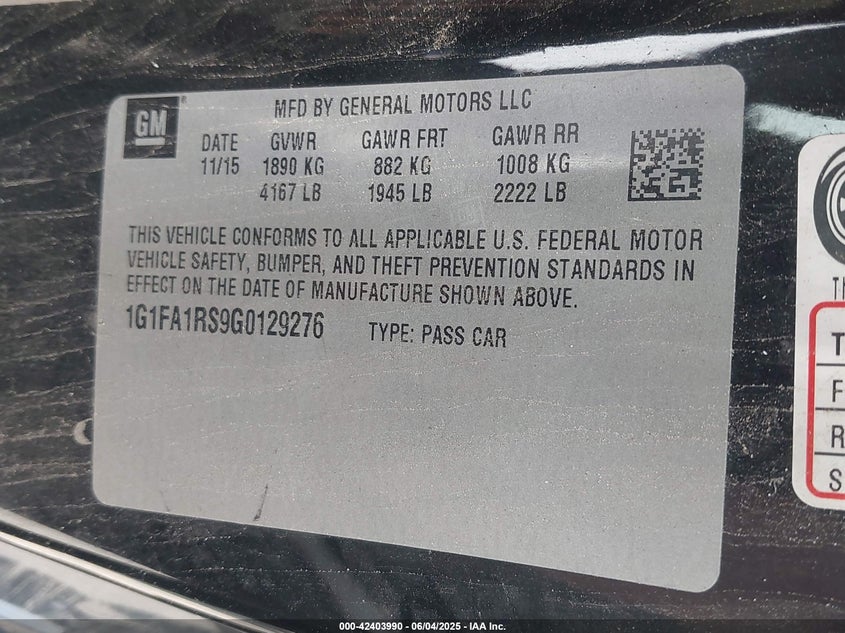 GM ®
MFD BY GENERAL MOTORS LLC
DATE GVWR GAWR FRT GAWR RR
11/15 1890 KG 882 KG 1008 KG
4167 LB 1945 LB 2222 LB
THIS VEHICLE CONFORMS TO ALL APPLICABLE U.S. FEDERAL MOTOR
VEHICLE SAFETY, BUMPER, AND THEFT PREVENTION STANDARDS IN
EFFECT ON THE DATE OF MANUFACTURE SHOWN ABOVE.
1G1FA1RS9G0129276 TYPE: PASS CAR
TH
T
F
R
S
000-42403990 - 06/04/2025 - IAA Inc.